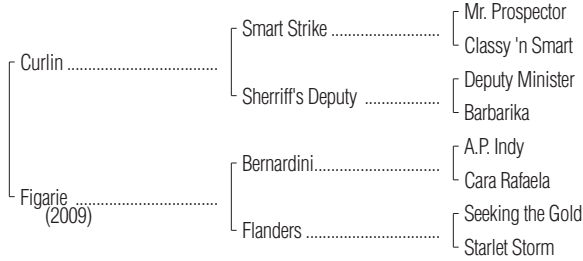 Mr. Prospector
Smart Strike ........................
Classy 'n Smart
Curlin ..................................
Deputy Minister
Sherriff's Deputy .................
Barbarika
A.P. Indy
Bernardini............................
Cara Rafaela
Figarie ................................
(2009)
Seeking the Gold
Flanders ..............................
Starlet Storm